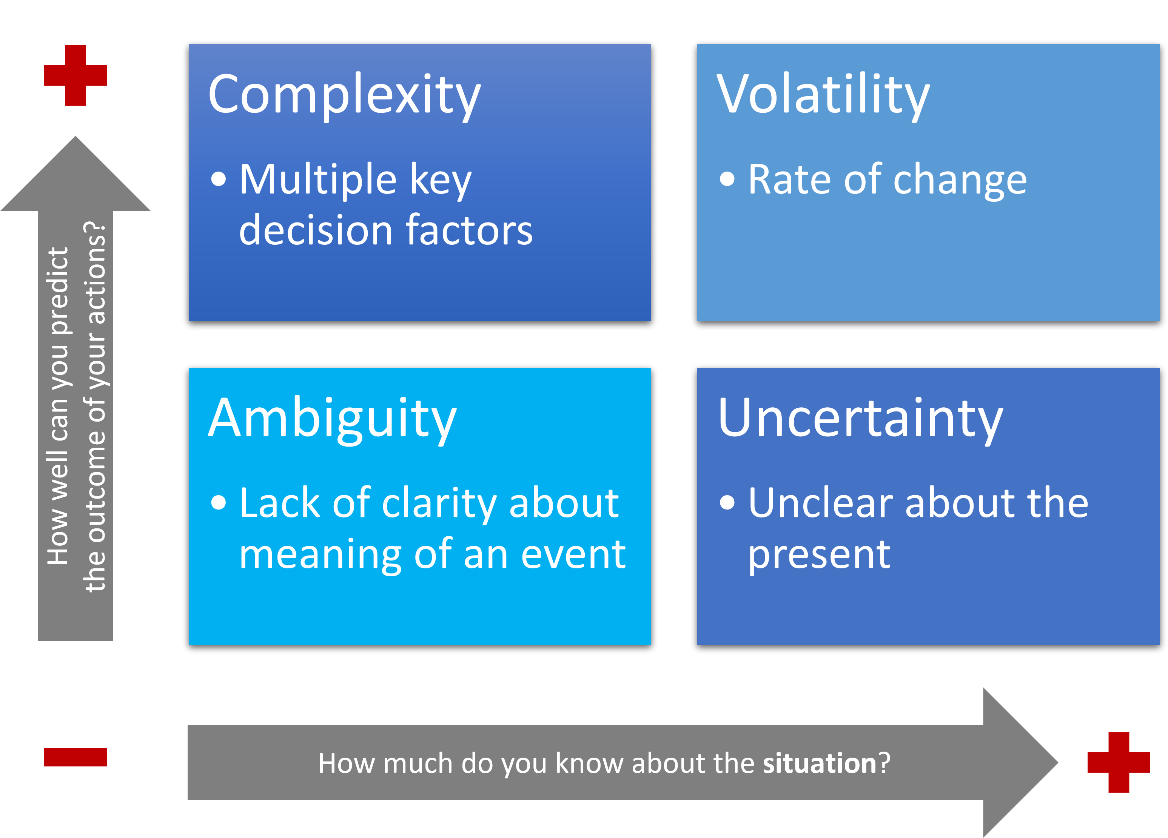 Complexity
• Multiple key
decision factors
Volatility
• Rate of change
How well can you predict
the outcome of your actions?
Ambiguity
• Lack of clarity about
meaning of an event
Uncertainty
• Unclear about the
present
How much do you know about the situation?